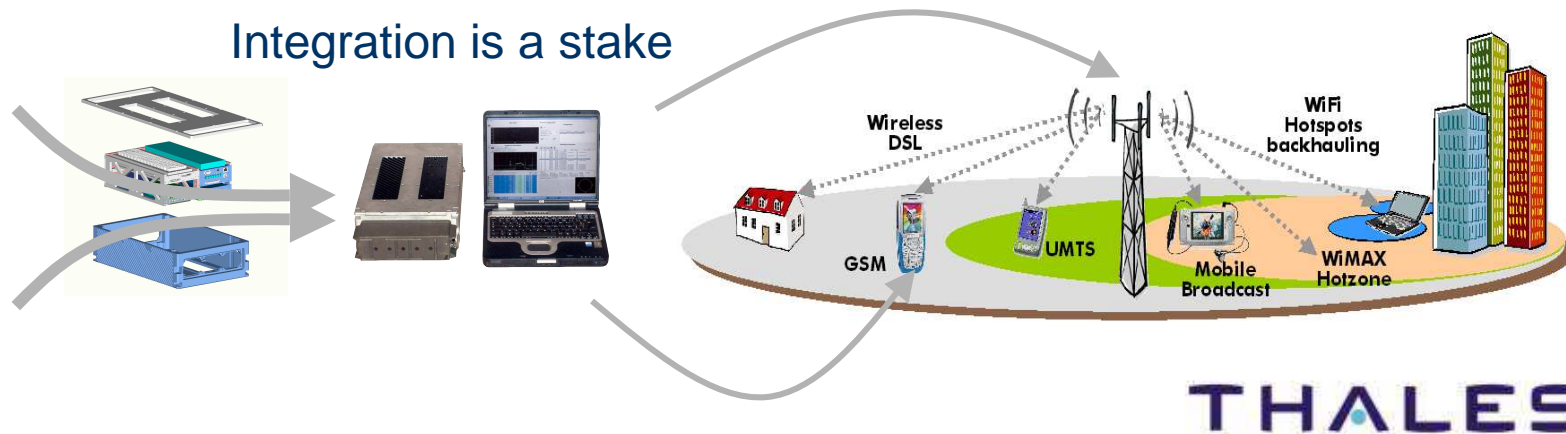 Integration is a stake
Wireless
DSL
WiFi
Hotspots
backhauling
GSM
UMTS
Mobile
Broadcast
WiMAX
Hotzone
THALES